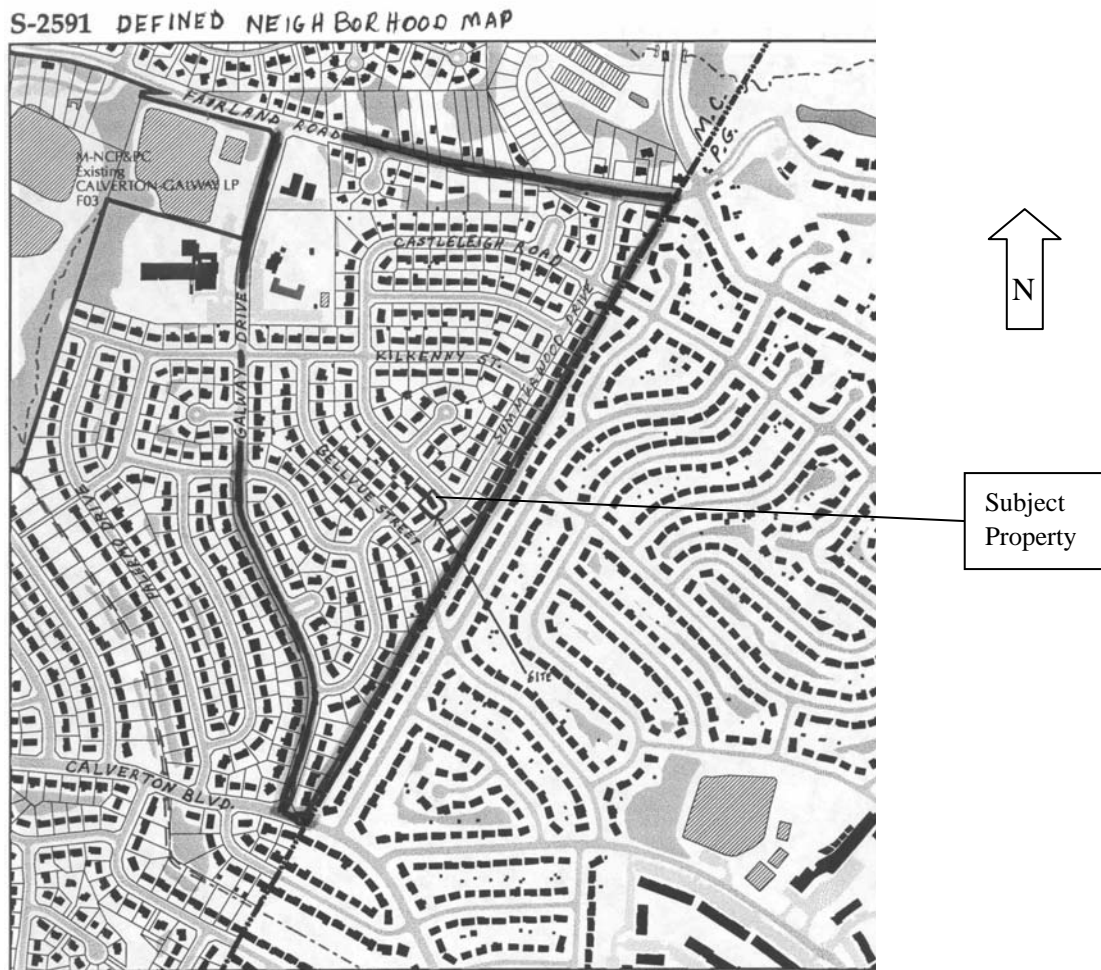 S-2591 DEFINED NEIGHBORHOOD MAP
FAIRLAND ROAD
M.C.
P.G.
M-NCP&PC
Existing
CALVERTON-GALWAY LP
F03
CASTLELEIGH ROAD
N
GALWAY DRIVE
KILKENNY ST.
SUMMERWOOD DRIVE
BELLVUE STREET
Subject
Property
SITE
CALVERTON BLVD.